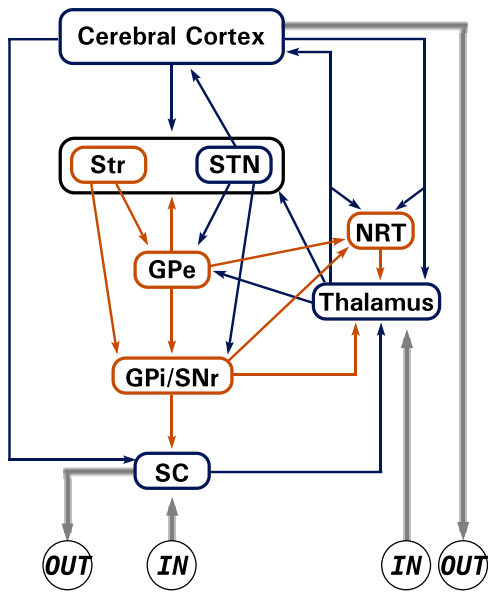 Cerebral Cortex
Str
STN
NRT
GPe
Thalamus
GPi/SNr
SC
OUT
IN
IN
OUT